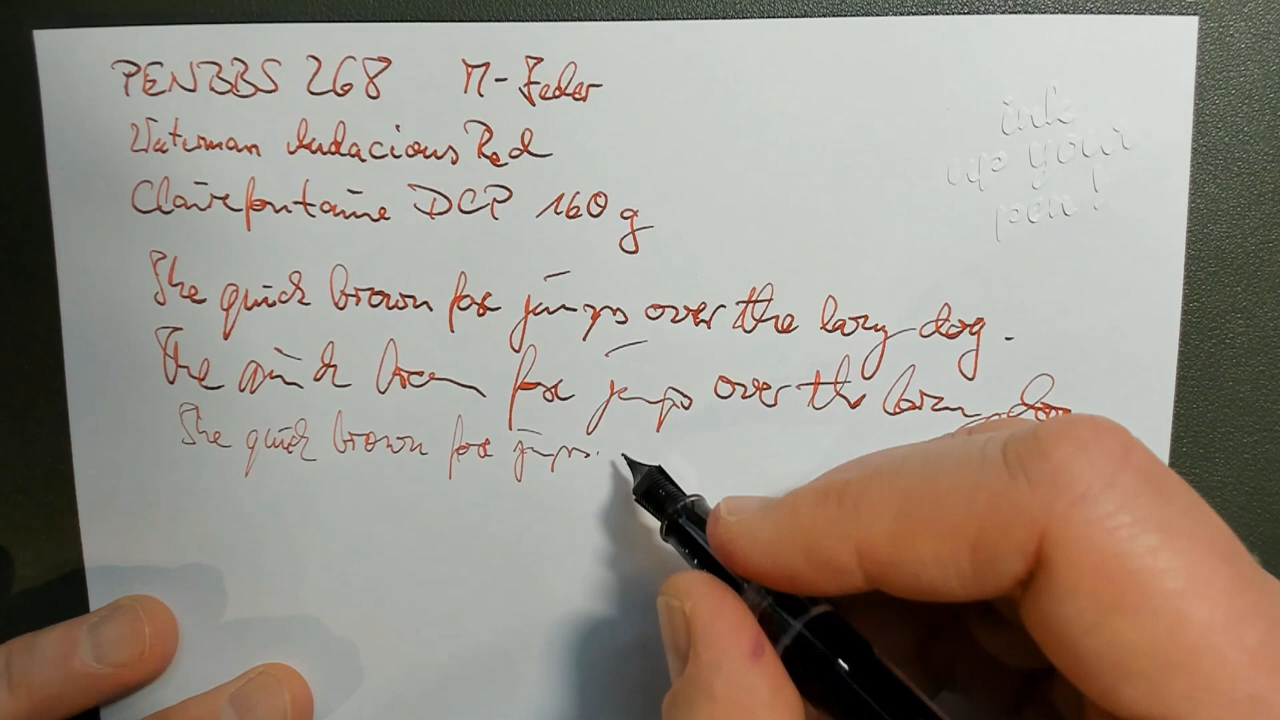 PENBBS 268 M-Feder
Waterman Audacious Red
Clairefontaine DCP 160 g
ink
up your
pen!
The quick brown fox jumps over the lazy dog.
The quick brown fox jumps over the lazy dog
The quick brown fox jumps.